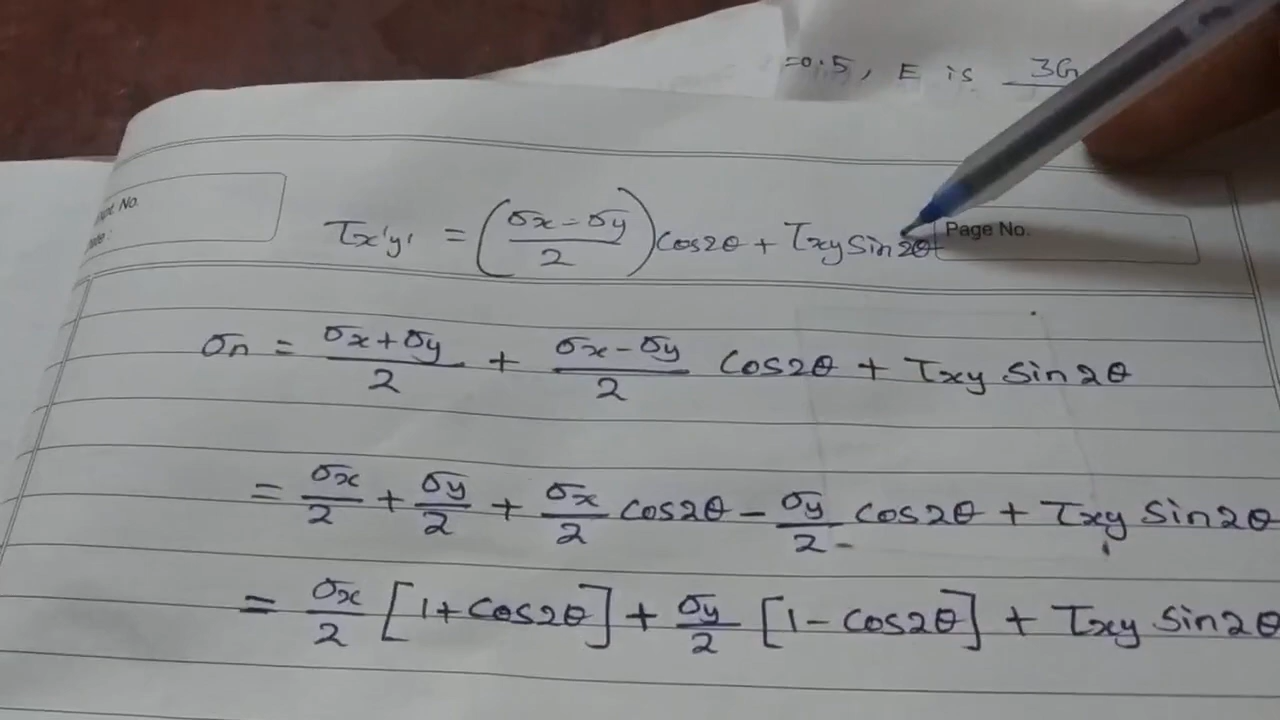 =0.5, E is 3G
Page No.
τx'y' = (σx-σy/2) cos2θ + τxy sin2θ
σn = σx+σy/2 + σx-σy/2 cos2θ + τxy sin2θ
= σx/2 + σy/2 + σx/2 cos2θ - σy/2 cos2θ + τxy sin2θ
= σx/2 [1+cos2θ] + σy/2 [1-cos2θ] + τxy sin2θ